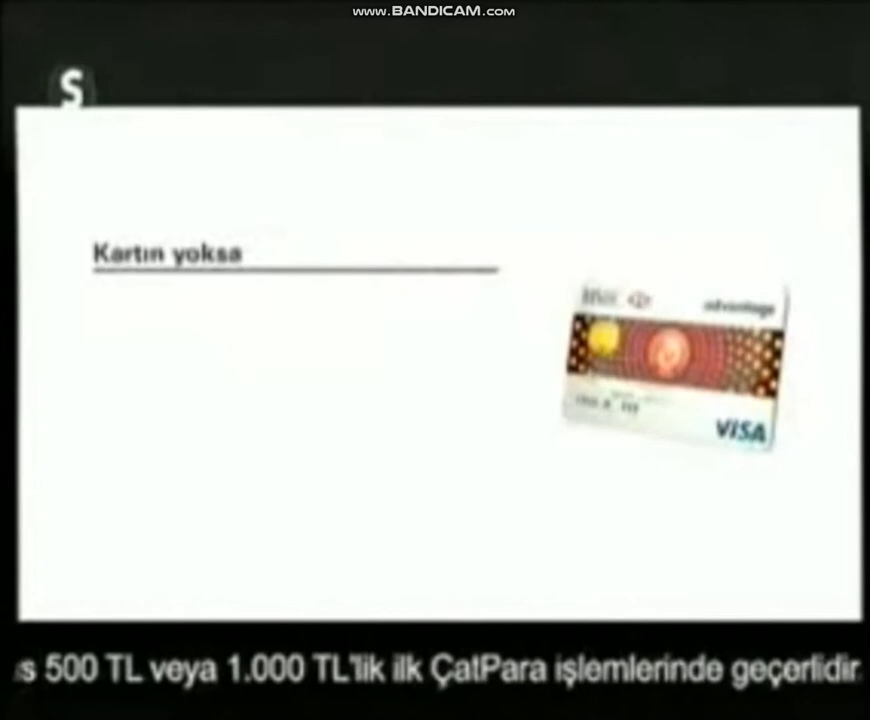 www.BANDICAM.com
S
Kartın yoksa
advantage
VISA
500 TL veya 1.000 TL'lik ilk ÇatPara işlemlerinde geçerlidir